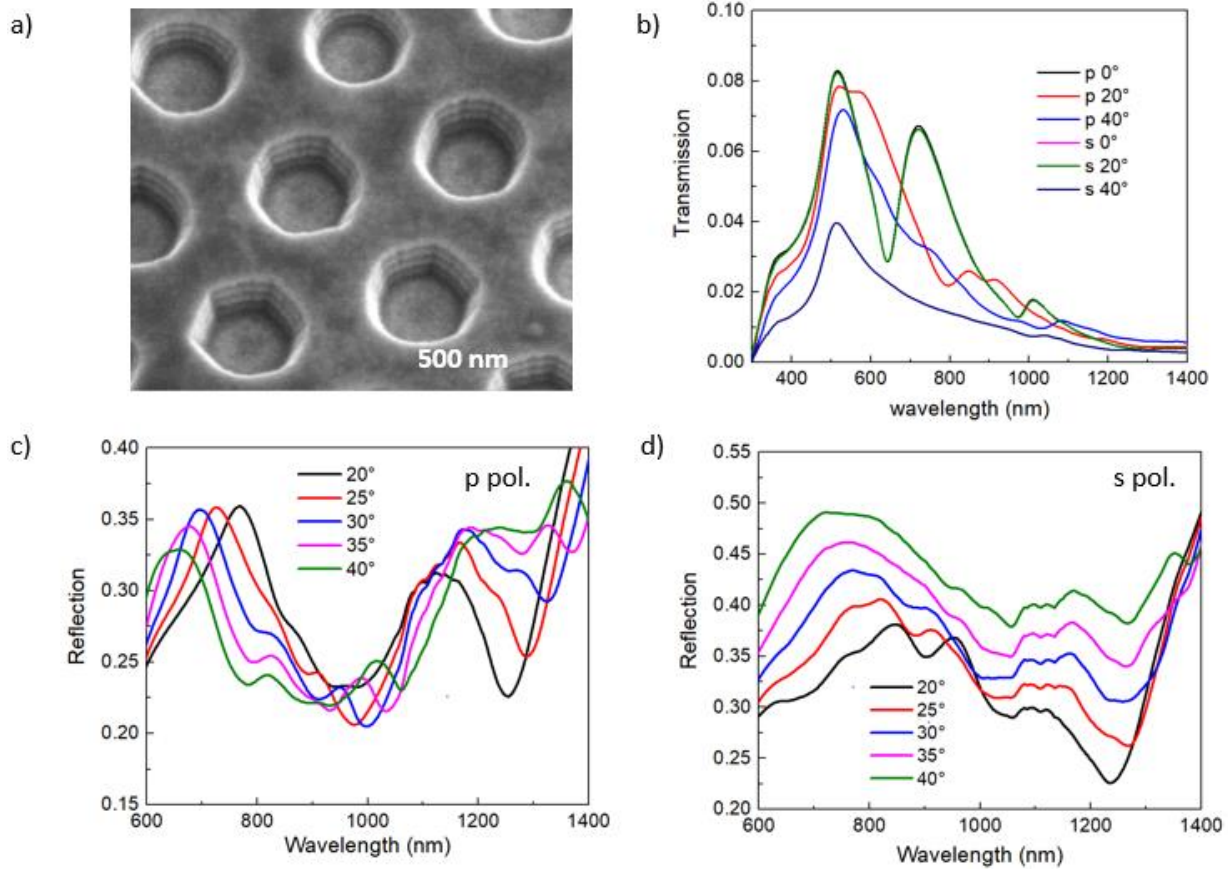 a)
500 nm
b)
0.10
0.08
0.06
0.04
0.02
0.00
Transmission
p 0°
p 20°
p 40°
s 0°
s 20°
s 40°
400 600 800 1000 1200 1400
wavelength (nm)
c)
0.40
0.35
0.30
0.25
0.20
0.15
Reflection
20°
25°
30°
35°
40°
p pol.
600 800 1000 1200 1400
Wavelength (nm)
d)
0.55
0.50
0.45
0.40
0.35
0.30
0.25
0.20
Reflection
s pol.
20°
25°
30°
35°
40°
600 800 1000 1200 1400
Wavelength (nm)